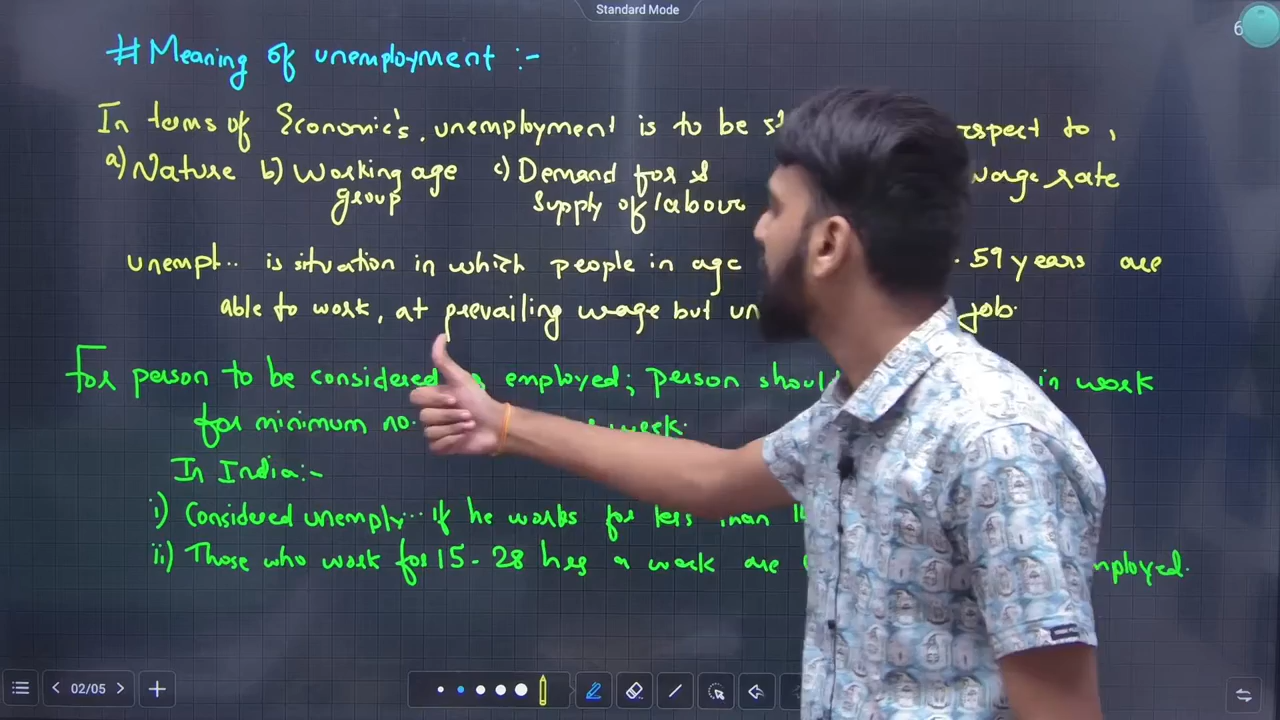 Standard Mode
6
# Meaning of unemployment :-
In terms of Economic's, unemployment is to be respect to,
a) Nature b) Working age group c) Demand for & Supply of labour wage rate
unempt.. is situation in which people in age 59 years are
able to work, at prevailing wage but job.
For person to be considered employed; person should in work
for minimum no. week.
In India:-
i) Considered unemply... if he works for less than
ii) Those who work for 15 - 28 hrs a week are employed.
02/05